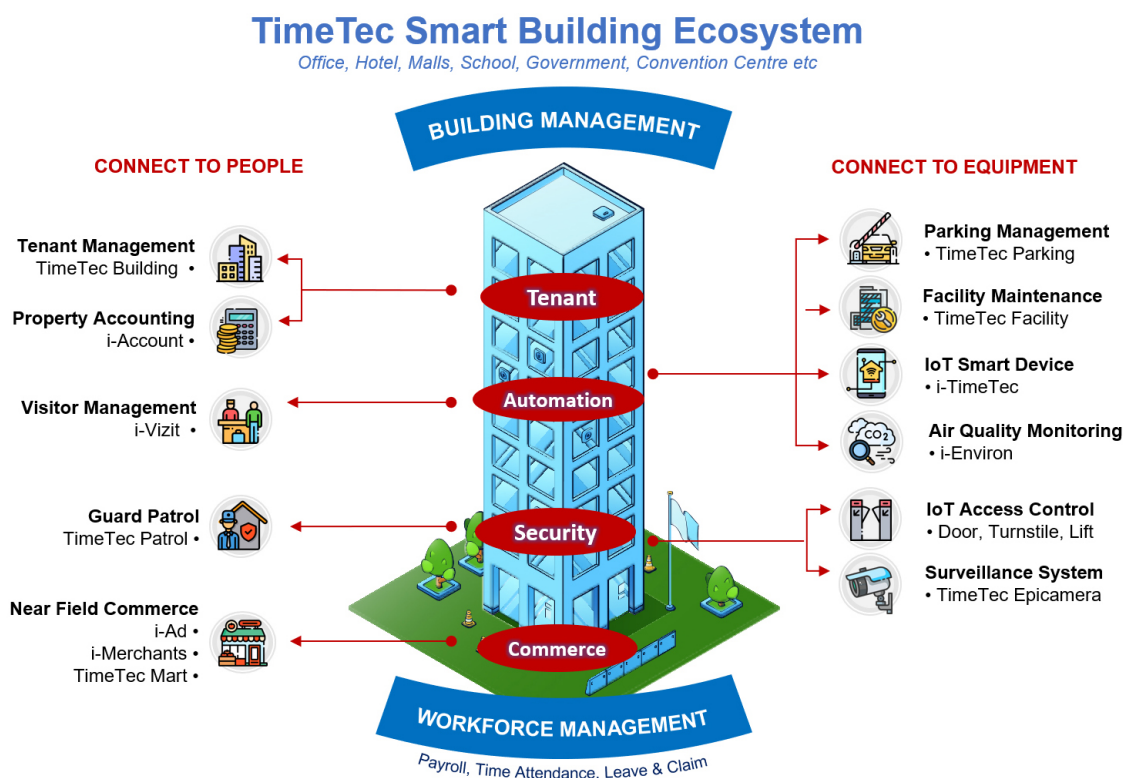 TimeTec Smart Building Ecosystem
Office, Hotel, Malls, School, Government, Convention Centre etc
BUILDING MANAGEMENT
CONNECT TO PEOPLE
Tenant Management
TimeTec Building •
Property Accounting
i-Account •
Visitor Management
i-Vizit •
Guard Patrol
TimeTec Patrol •
Near Field Commerce
i-Ad •
i-Merchants •
TimeTec Mart •
Tenant
Automation
Security
Commerce
CONNECT TO EQUIPMENT
Parking Management
• TimeTec Parking
Facility Maintenance
• TimeTec Facility
IoT Smart Device
• i-TimeTec
CO2
Air Quality Monitoring
• i-Environ
IoT Access Control
• Door, Turnstile, Lift
Surveillance System
• TimeTec Epicamera
WORKFORCE MANAGEMENT
Payroll, Time Attendance, Leave & Claim